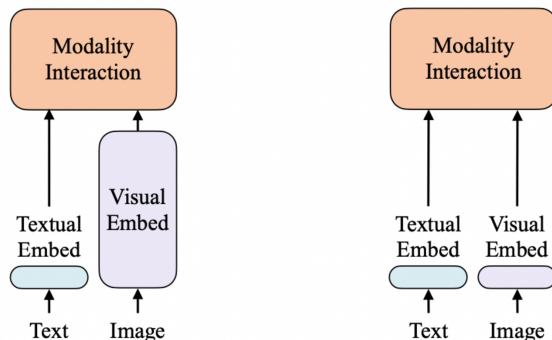 Modality
Interaction
Visual
Embed
Textual
Embed
Text
Image
Modality
Interaction
Textual
Embed
Visual
Embed
Text
Image